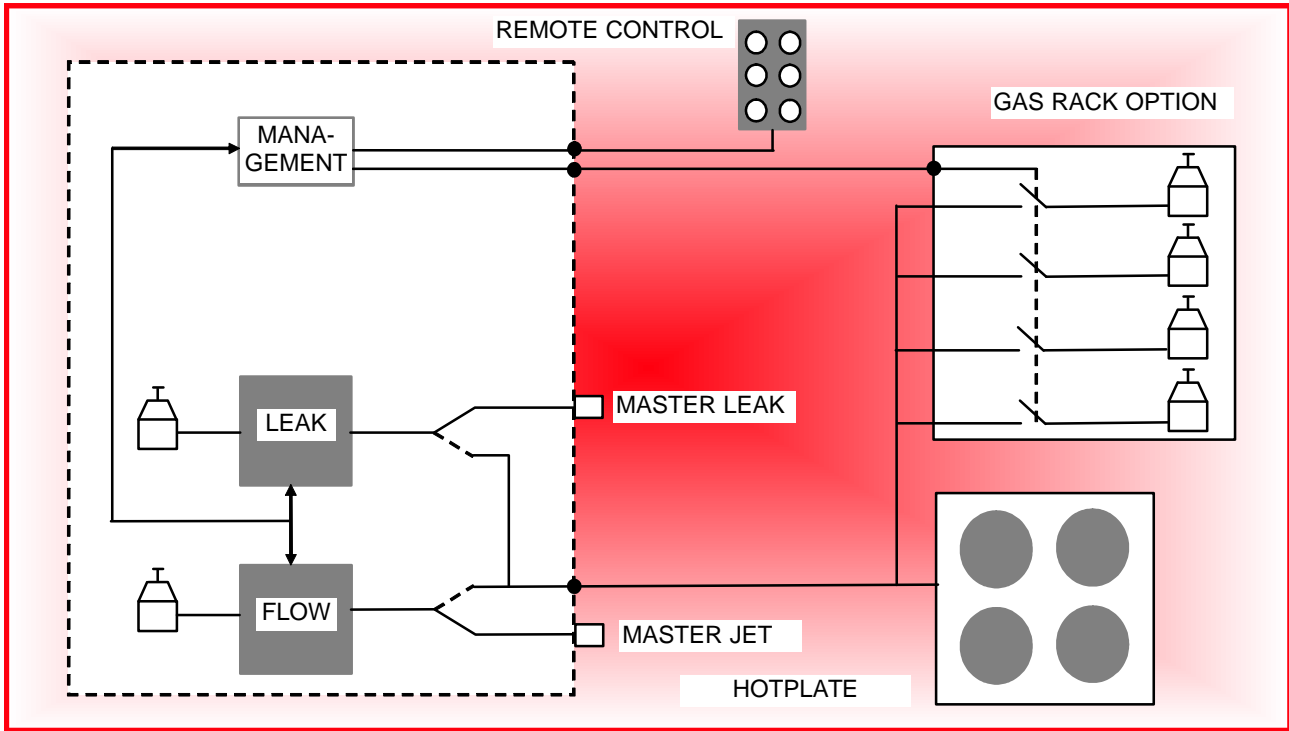 REMOTE CONTROL
GAS RACK OPTION
MANA-
GEMENT
MASTER LEAK
LEAK
FLOW
MASTER JET
HOTPLATE